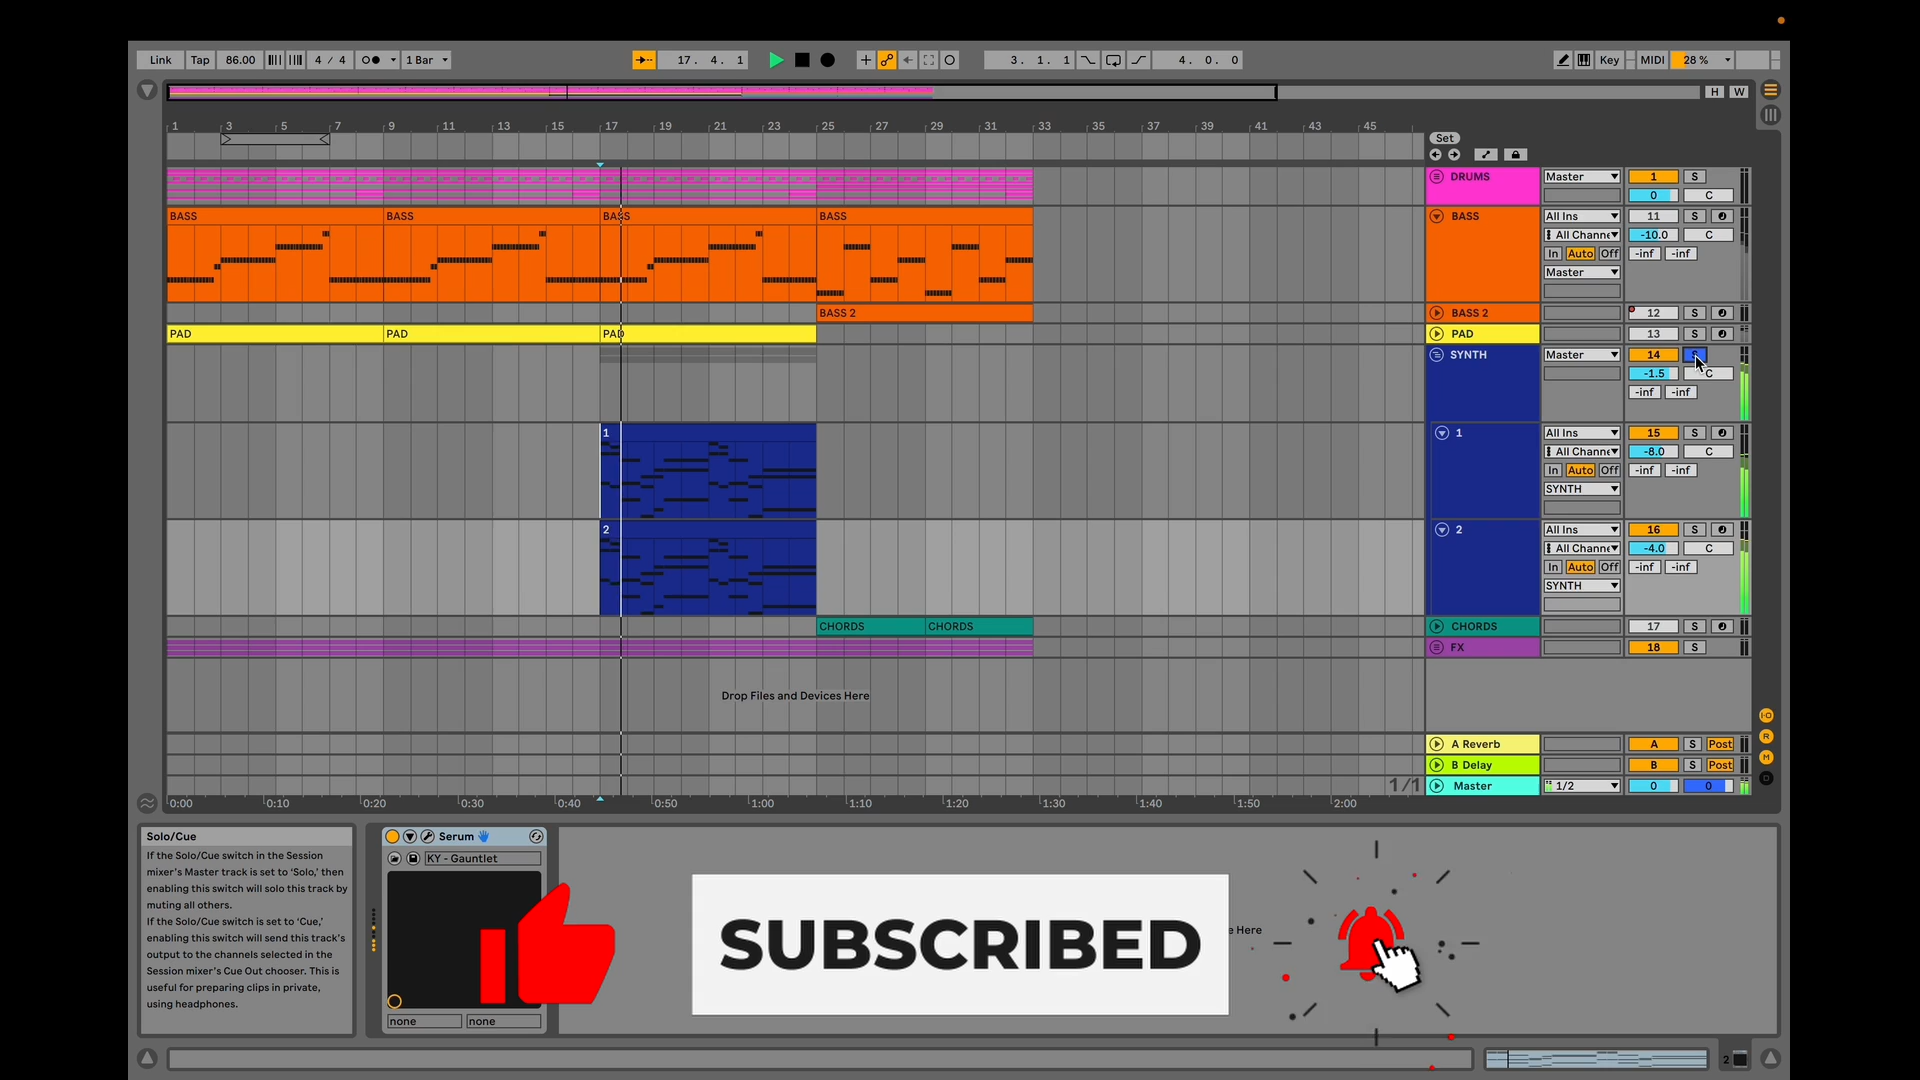 Link Tap 86.00 4 / 4 1 Bar 17. 4. 1 3. 1. 1 4. 0. 0 Key MIDI 28 %
H W
1 3 5 7 9 11 13 15 17 19 21 23 25 27 29 31 33 35 37 39 41 43 45
Set
DRUMS Master 1 S
0 C
BASS BASS BASS BASS BASS All Ins 11 S
All Channe -10.0 C
In Auto Off -inf -inf
Master
BASS 2 BASS 2 12 S
PAD PAD PAD PAD 13 S
SYNTH Master 14 S
-1.5 C
-inf -inf
1 1 All Ins 15 S
All Channe -8.0 C
In Auto Off -inf -inf
SYNTH
2 2 All Ins 16 S
All Channe -4.0 C
In Auto Off -inf -inf
SYNTH
CHORDS CHORDS CHORDS 17 S
FX 18 S
Drop Files and Devices Here
A Reverb A S Post
B Delay B S Post
1/1 Master 1/2 0 0
0:00 0:10 0:20 0:30 0:40 0:50 1:00 1:10 1:20 1:30 1:40 1:50 2:00
I·O
R
M
D
Solo/Cue
If the Solo/Cue switch in the Session
mixer's Master track is set to 'Solo,' then
enabling this switch will solo this track by
muting all others.
If the Solo/Cue switch is set to 'Cue,'
enabling this switch will send this track's
output to the channels selected in the
Session mixer's Cue Out chooser. This is
useful for preparing clips in private,
using headphones.
Serum
KY - Gauntlet
none none
SUBSCRIBED
e Here
2